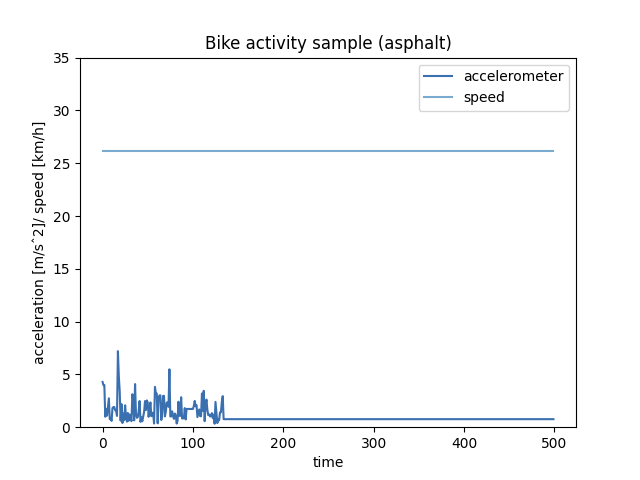 Bike activity sample (asphalt)
accelerometer
speed
acceleration [m/sˆ2]/ speed [km/h]
35
30
25
20
15
10
5
0
0 100 200 300 400 500
time